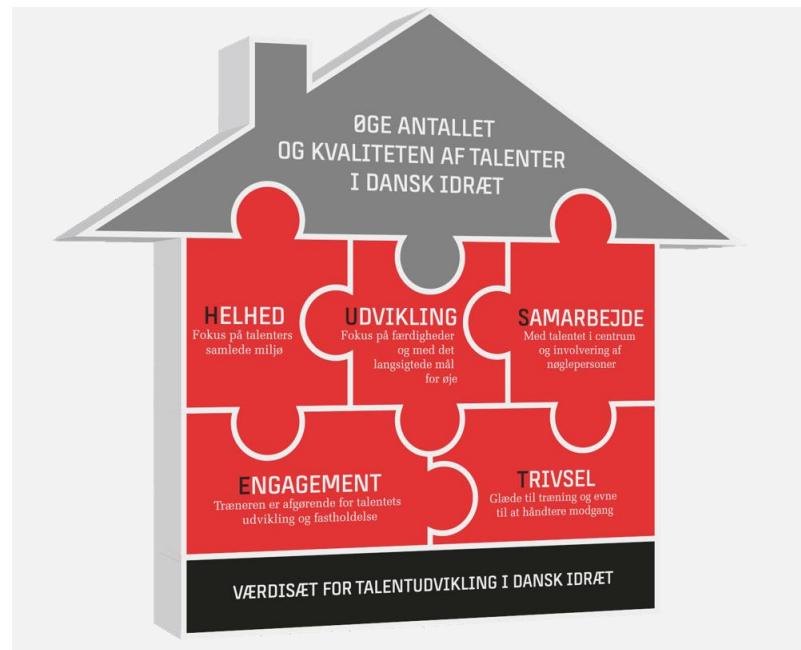 ØGE ANTALLET
OG KVALITETEN AF TALENTER
I DANSK IDRÆT
HELHED
Fokus på talenters
samlede miljø
UDVIKLING
Fokus på færdigheder
og med det
langsigtede mål
for øje
SAMARBEJDE
Med talentet i centrum
og involvering af
nøglepersoner
ENGAGEMENT
Træneren er afgørende for talentets
udvikling og fastholdelse
TRIVSEL
Glæde til træning og evne
til at håndtere modgang
VÆRDISÆT FOR TALENTUDVIKLING I DANSK IDRÆT